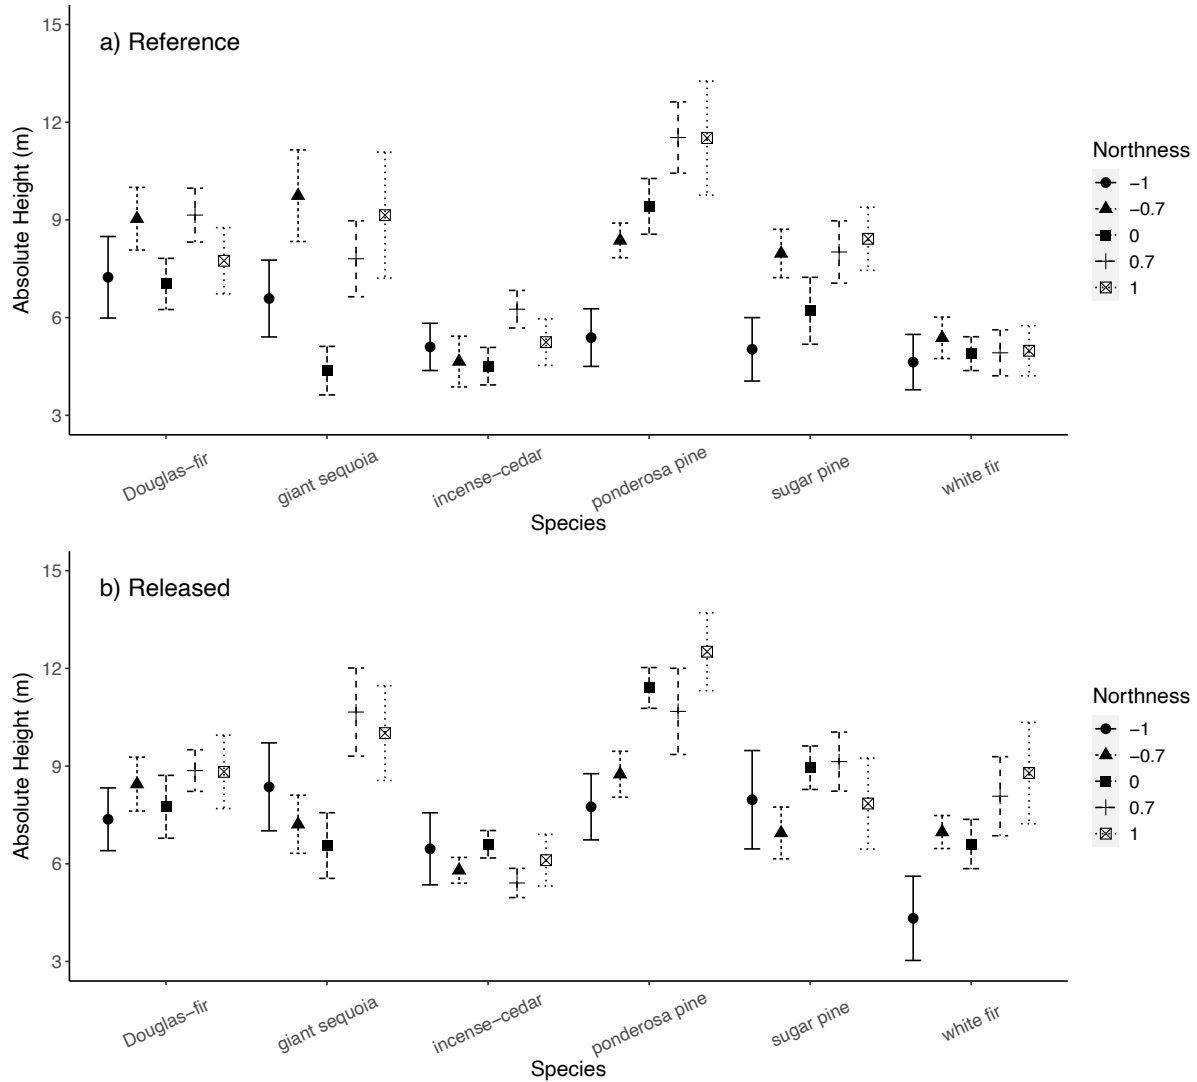 a) Reference
15
12
9
6
3
Absolute Height (m)
Douglas−fir
giant sequoia
incense−cedar
ponderosa pine
sugar pine
white fir
Species
Northness
−1
−0.7
0
0.7
1
b) Released
15
12
9
6
3
Absolute Height (m)
Douglas−fir
giant sequoia
incense−cedar
ponderosa pine
sugar pine
white fir
Species
Northness
−1
−0.7
0
0.7
1